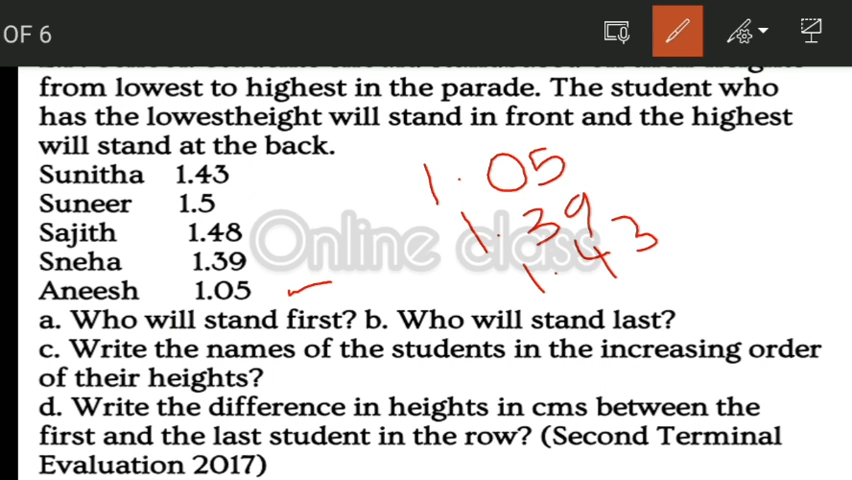 OF 6
from lowest to highest in the parade. The student who
has the lowestheight will stand in front and the highest
will stand at the back.
Sunitha 1.43
Suneer 1.5
Sajith 1.48
Sneha 1.39
Aneesh 1.05
1.05
1.39
1.43
Online class
a. Who will stand first? b. Who will stand last?
c. Write the names of the students in the increasing order
of their heights?
d. Write the difference in heights in cms between the
first and the last student in the row? (Second Terminal
Evaluation 2017)